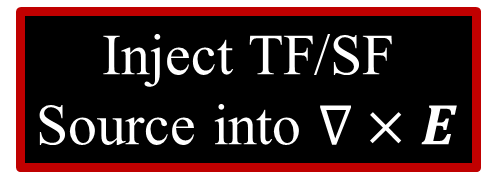 Inject TF/SF
Source into ∇ × E